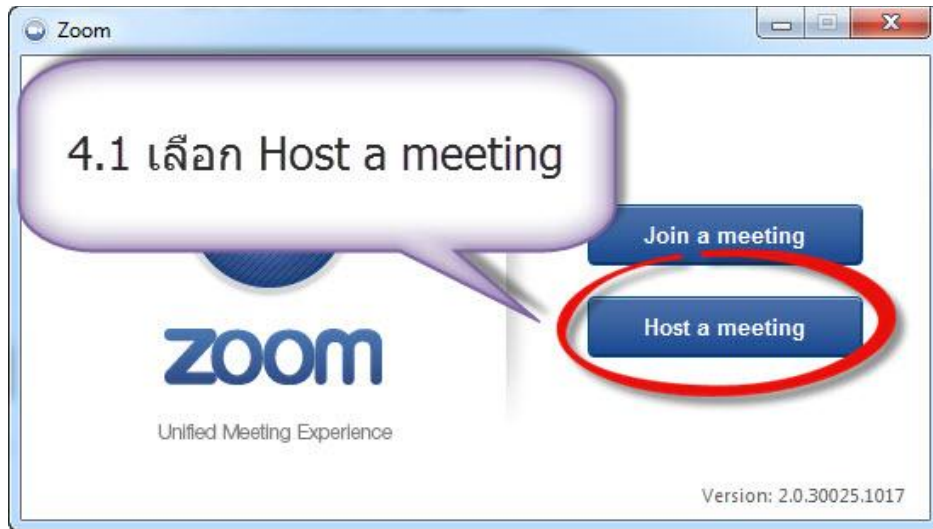 Zoom
4.1 เลือก Host a meeting
Join a meeting
Host a meeting
zoom
Unified Meeting Experience
Version: 2.0.30025.1017